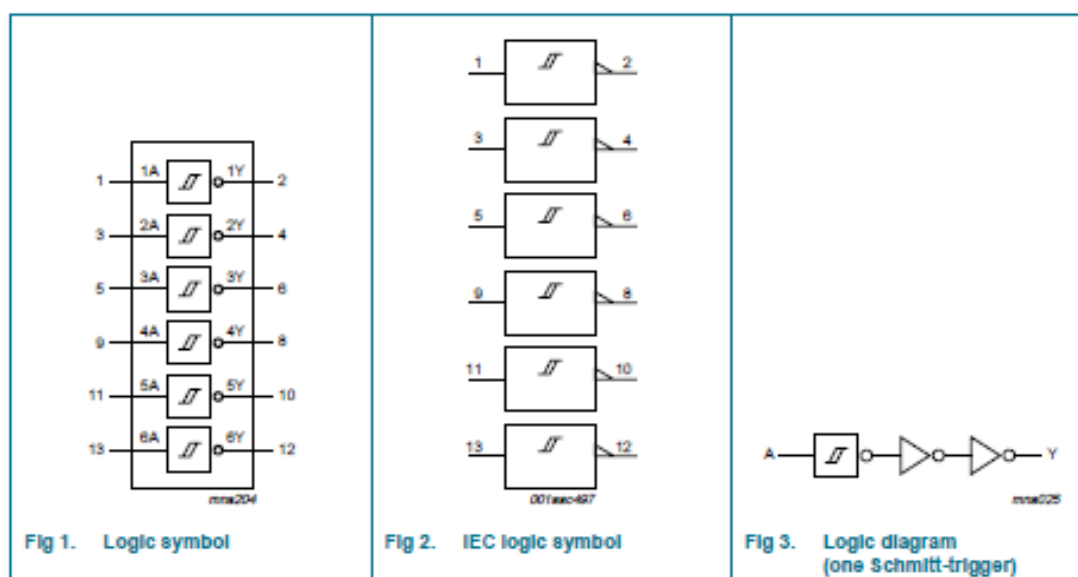 1 1A 1Y 2
3 2A 2Y 4
5 3A 3Y 6
9 4A 4Y 8
11 5A 5Y 10
13 6A 6Y 12
mna204
Fig 1. Logic symbol
1 2
3 4
5 6
9 8
11 10
13 12
001aac497
Fig 2. IEC logic symbol
A Y
mna025
Fig 3. Logic diagram
(one Schmitt-trigger)